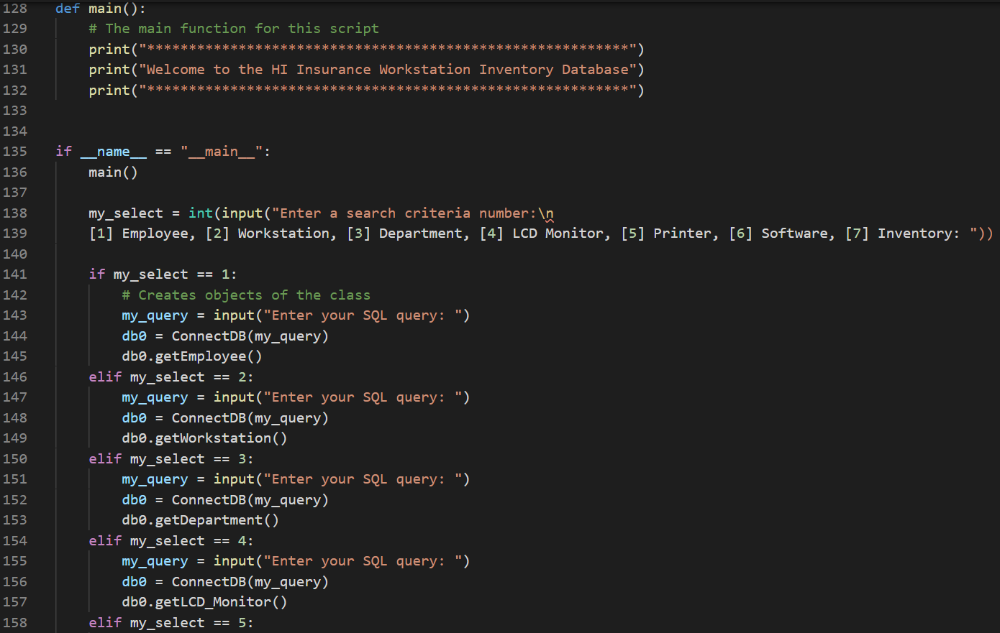 128 def main():
129 # The main function for this script
130 print("**********************************************************")
131 print("Welcome to the HI Insurance Workstation Inventory Database")
132 print("**********************************************************")
133
134
135 if __name__ == "__main__":
136 main()
137
138 my_select = int(input("Enter a search criteria number:\n
139 [1] Employee, [2] Workstation, [3] Department, [4] LCD Monitor, [5] Printer, [6] Software, [7] Inventory: "))
140
141 if my_select == 1:
142 # Creates objects of the class
143 my_query = input("Enter your SQL query: ")
144 db0 = ConnectDB(my_query)
145 db0.getEmployee()
146 elif my_select == 2:
147 my_query = input("Enter your SQL query: ")
148 db0 = ConnectDB(my_query)
149 db0.getWorkstation()
150 elif my_select == 3:
151 my_query = input("Enter your SQL query: ")
152 db0 = ConnectDB(my_query)
153 db0.getDepartment()
154 elif my_select == 4:
155 my_query = input("Enter your SQL query: ")
156 db0 = ConnectDB(my_query)
157 db0.getLCD_Monitor()
158 elif my_select == 5: